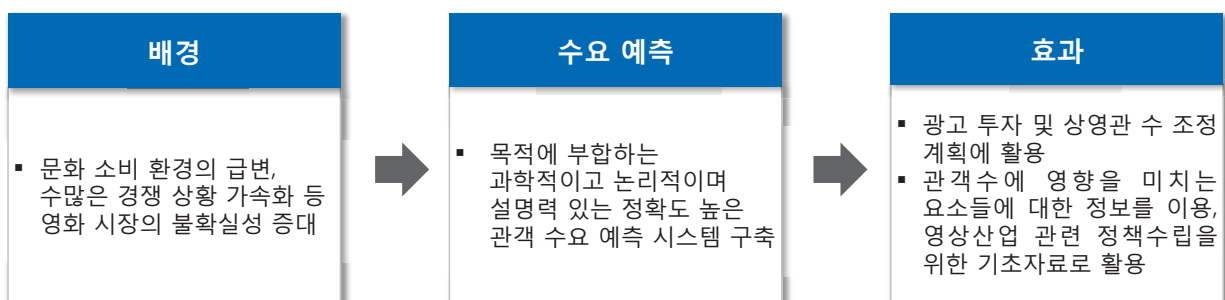 배경
▪ 문화 소비 환경의 급변,
수많은 경쟁 상황 가속화 등
영화 시장의 불확실성 증대
수요 예측
▪ 목적에 부합하는
과학적이고 논리적이며
설명력 있는 정확도 높은
관객 수요 예측 시스템 구축
효과
▪ 광고 투자 및 상영관 수 조정
계획에 활용
▪ 관객수에 영향을 미치는
요소들에 대한 정보를 이용,
영상산업 관련 정책수립을
위한 기초자료로 활용